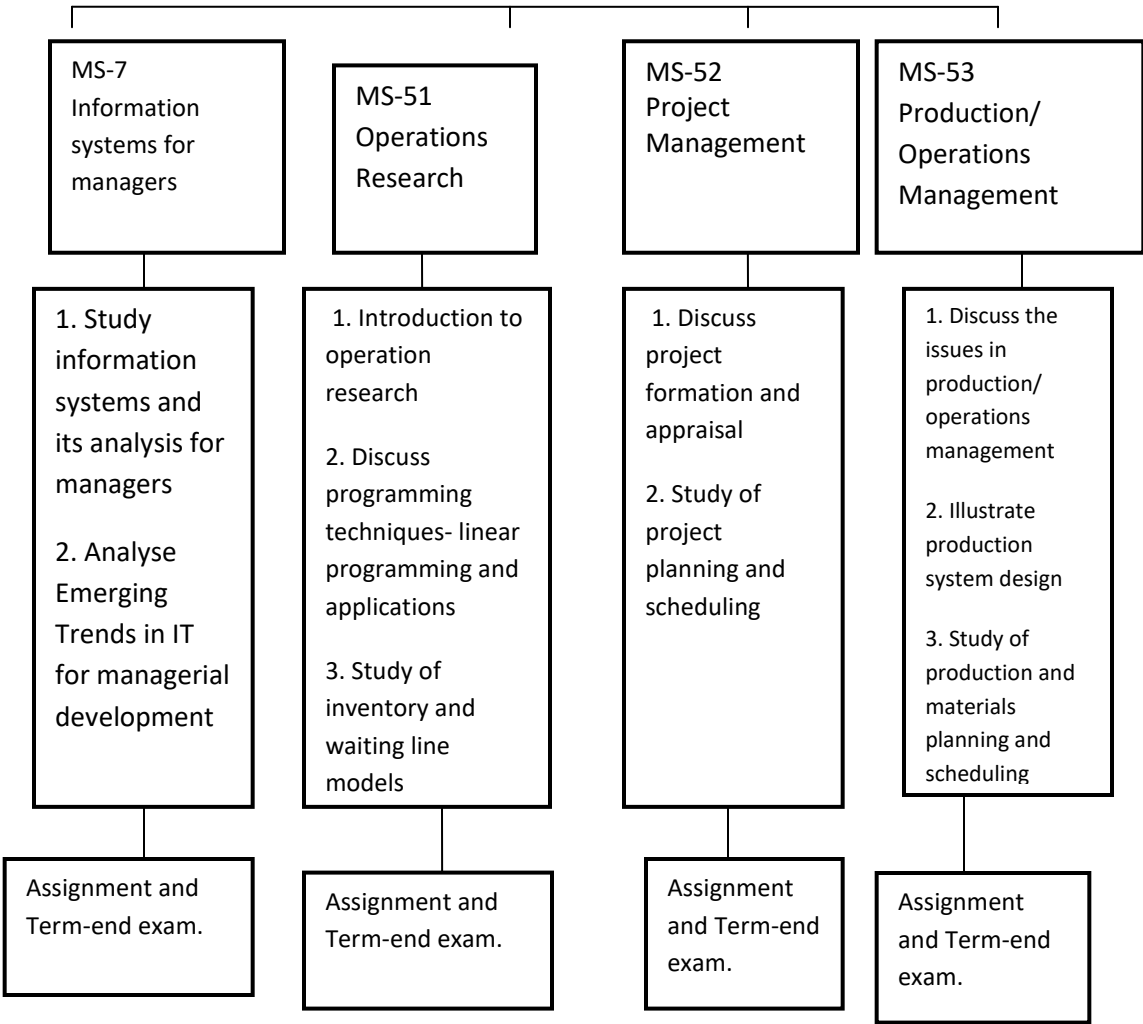 MS-7
Information
systems for
managers
MS-51
Operations
Research
MS-52
Project
Management
MS-53
Production/
Operations
Management
1. Study
information
systems and
its analysis for
managers
2. Analyse
Emerging
Trends in IT
for managerial
development
1. Introduction to
operation
research
2. Discuss
programming
techniques- linear
programming and
applications
3. Study of
inventory and
waiting line
models
1. Discuss
project
formation and
appraisal
2. Study of
project
planning and
scheduling
1. Discuss the
issues in
production/
operations
management
2. Illustrate
production
system design
3. Study of
production and
materials
planning and
scheduling
Assignment and
Term-end exam.
Assignment and
Term-end exam.
Assignment
and Term-end
exam.
Assignment
and Term-end
exam.